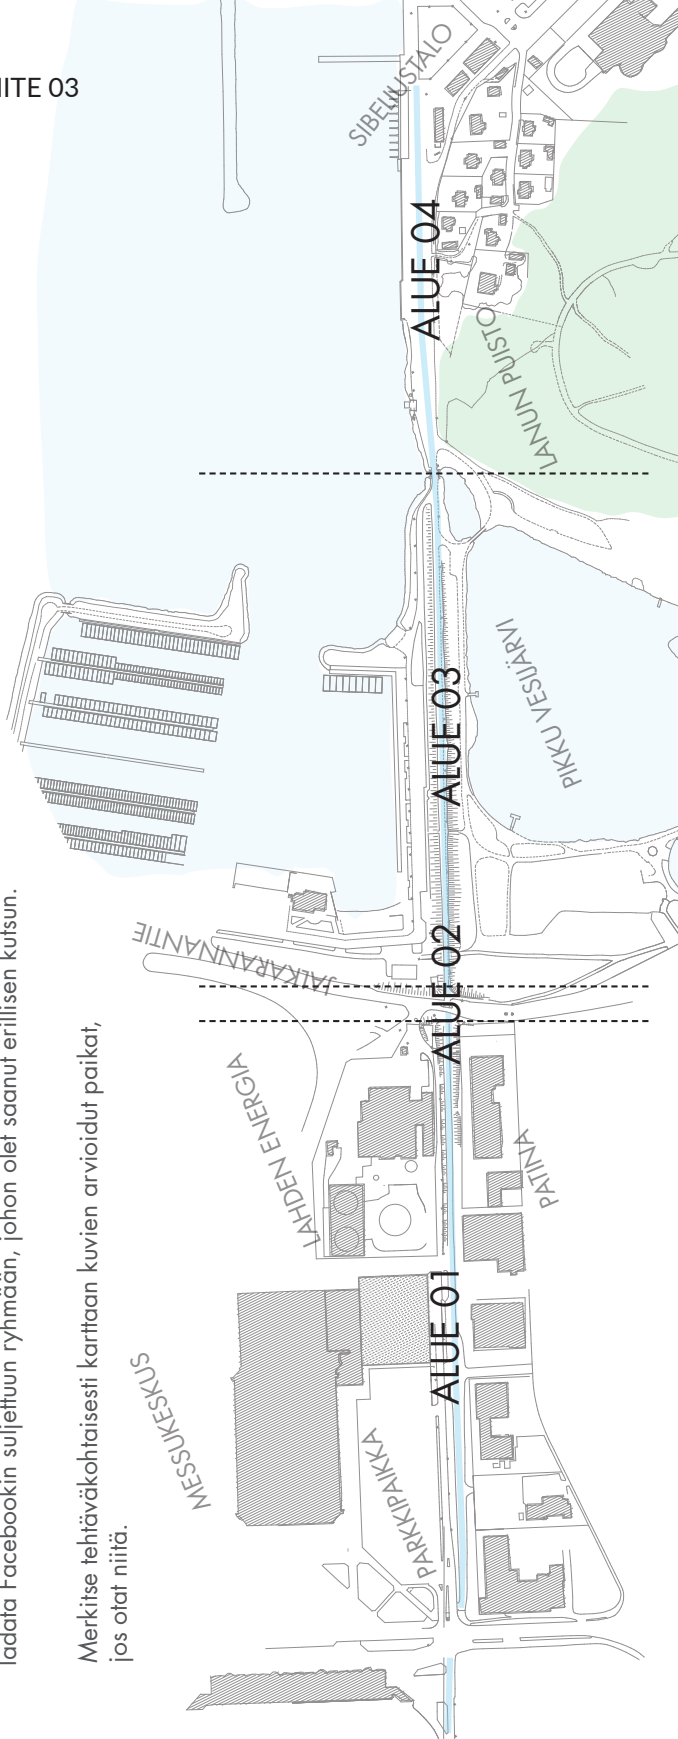 IITE 03
ladata Facebookin suljettuun ryhmään, johon olet saanut erillisen kutsun.
Merkitse tehtäväkohtaisesti karttaan kuvien arvioidut paikat,
jos otat niitä.
SIBELIUSTALO
ALUE 04
LANUN PUISTO
ALUE 03
PIKKU VESIJÄRVI
JALKARANNANTIE
ALUE 02
LAHDEN ENERGIA
PATINA
ALUE 01
MESSUKESKUS
PARKKIPAIKKA